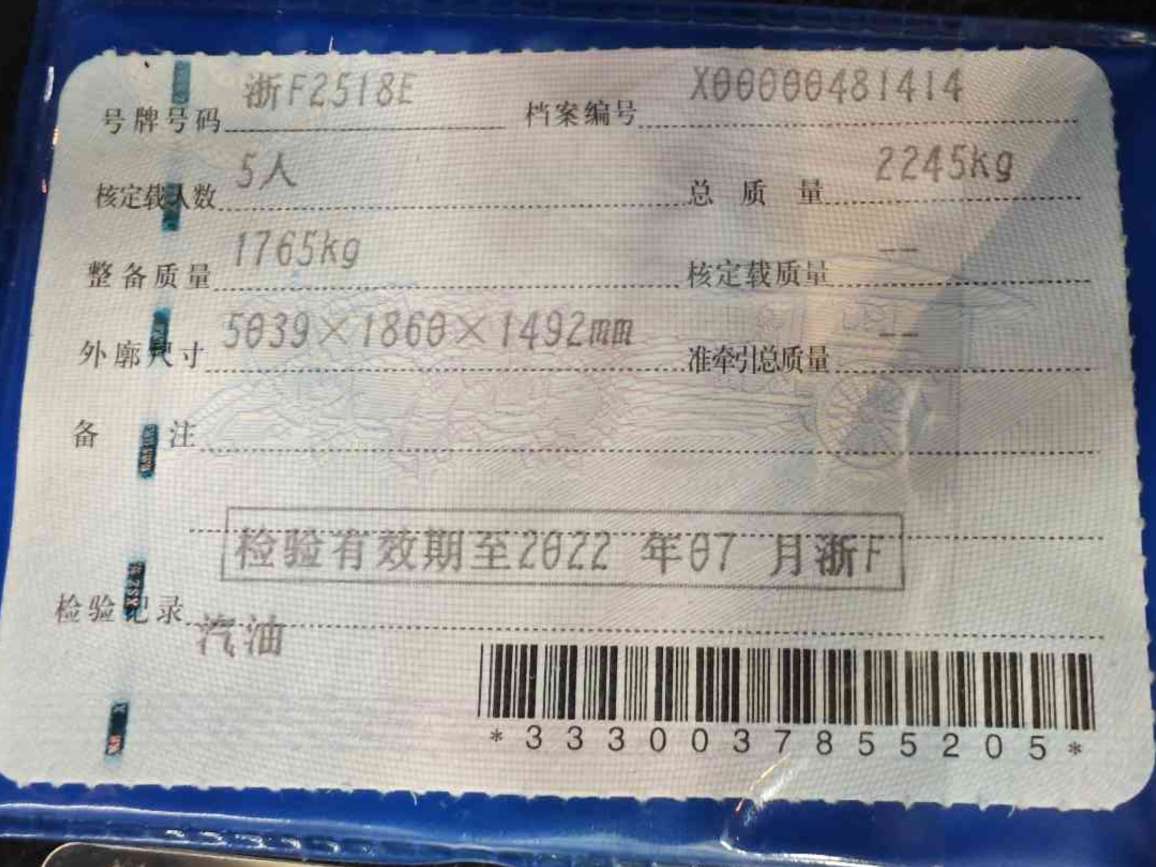 号牌号码 浙F2518E 档案编号 X00000481414
核定载人数 5人 总质量 2245kg
整备质量 1765kg 核定载质量 --
外廓尺寸 5039×1860×1492mm 准牵引总质量 --
备注
检验有效期至2022 年07 月浙F
检验记录
汽油
*3330037855205*